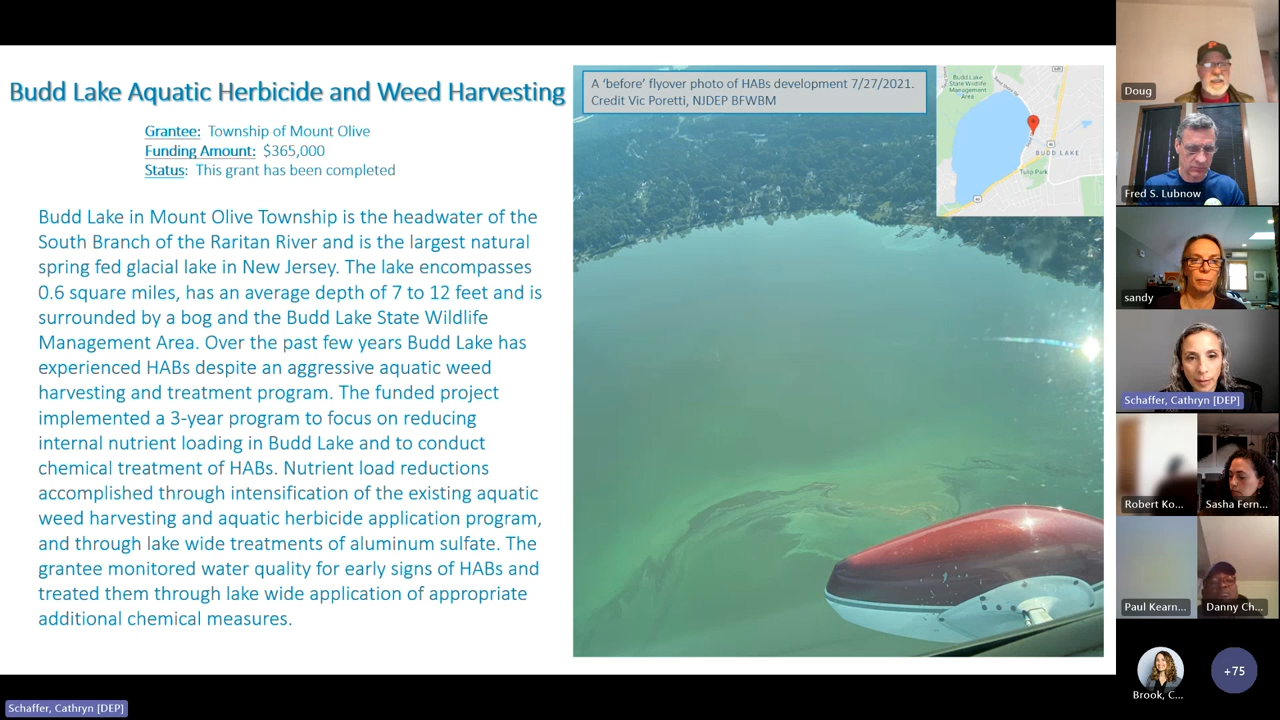 Budd Lake Aquatic Herbicide and Weed Harvesting
Grantee: Township of Mount Olive
Funding Amount: $365,000
Status: This grant has been completed
Budd Lake in Mount Olive Township is the headwater of the
South Branch of the Raritan River and is the largest natural
spring fed glacial lake in New Jersey. The lake encompasses
0.6 square miles, has an average depth of 7 to 12 feet and is
surrounded by a bog and the Budd Lake State Wildlife
Management Area. Over the past few years Budd Lake has
experienced HABs despite an aggressive aquatic weed
harvesting and treatment program. The funded project
implemented a 3-year program to focus on reducing
internal nutrient loading in Budd Lake and to conduct
chemical treatment of HABs. Nutrient load reductions
accomplished through intensification of the existing aquatic
weed harvesting and aquatic herbicide application program,
and through lake wide treatments of aluminum sulfate. The
grantee monitored water quality for early signs of HABs and
treated them through lake wide application of appropriate
additional chemical measures.
A ‘before’ flyover photo of HABs development 7/27/2021.
Credit Vic Poretti, NJDEP BFWBM
Budd Lake
State Wildlife
Management
Area
BUDD LAKE
Tulip Park
Doug
Fred S. Lubnow
sandy
Schaffer, Cathryn [DEP]
Robert Ko...
Sasha Fern...
Paul Kearn...
Danny Ch...
Brook, C...
+75
Schaffer, Cathryn [DEP]